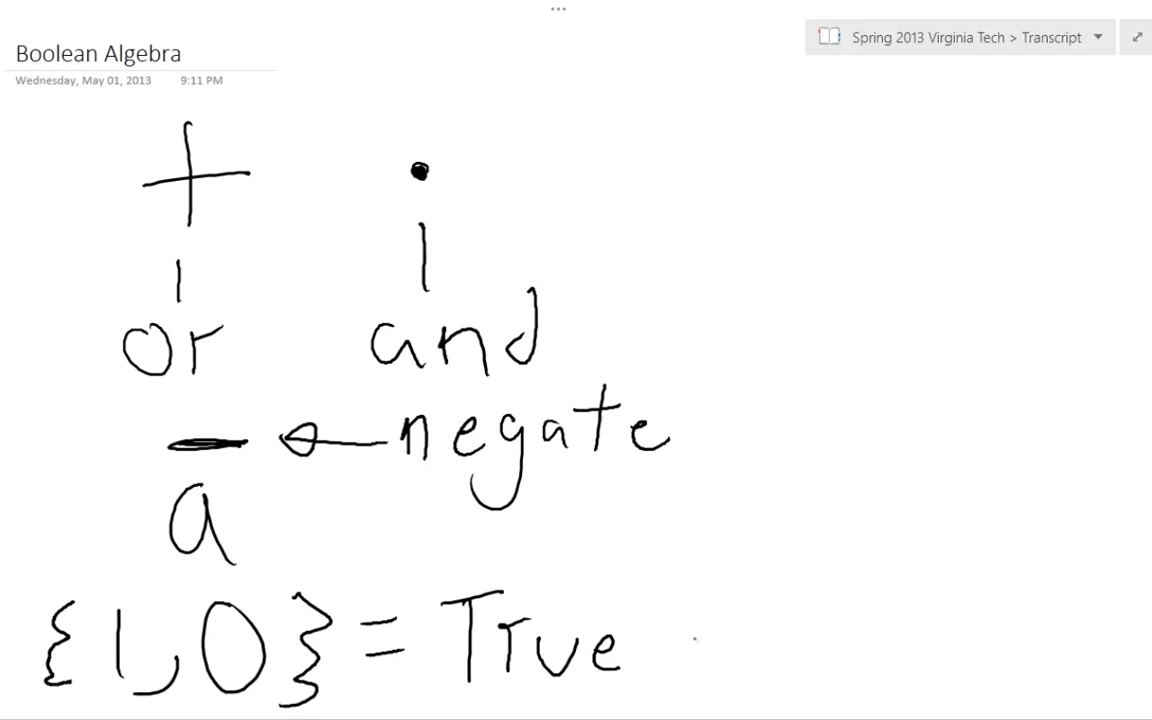 Spring 2013 Virginia Tech > Transcript
Boolean Algebra
Wednesday, May 01, 2013 9:11 PM
+ •
| |
or and
‾ ← negate
a
{1,0} = True